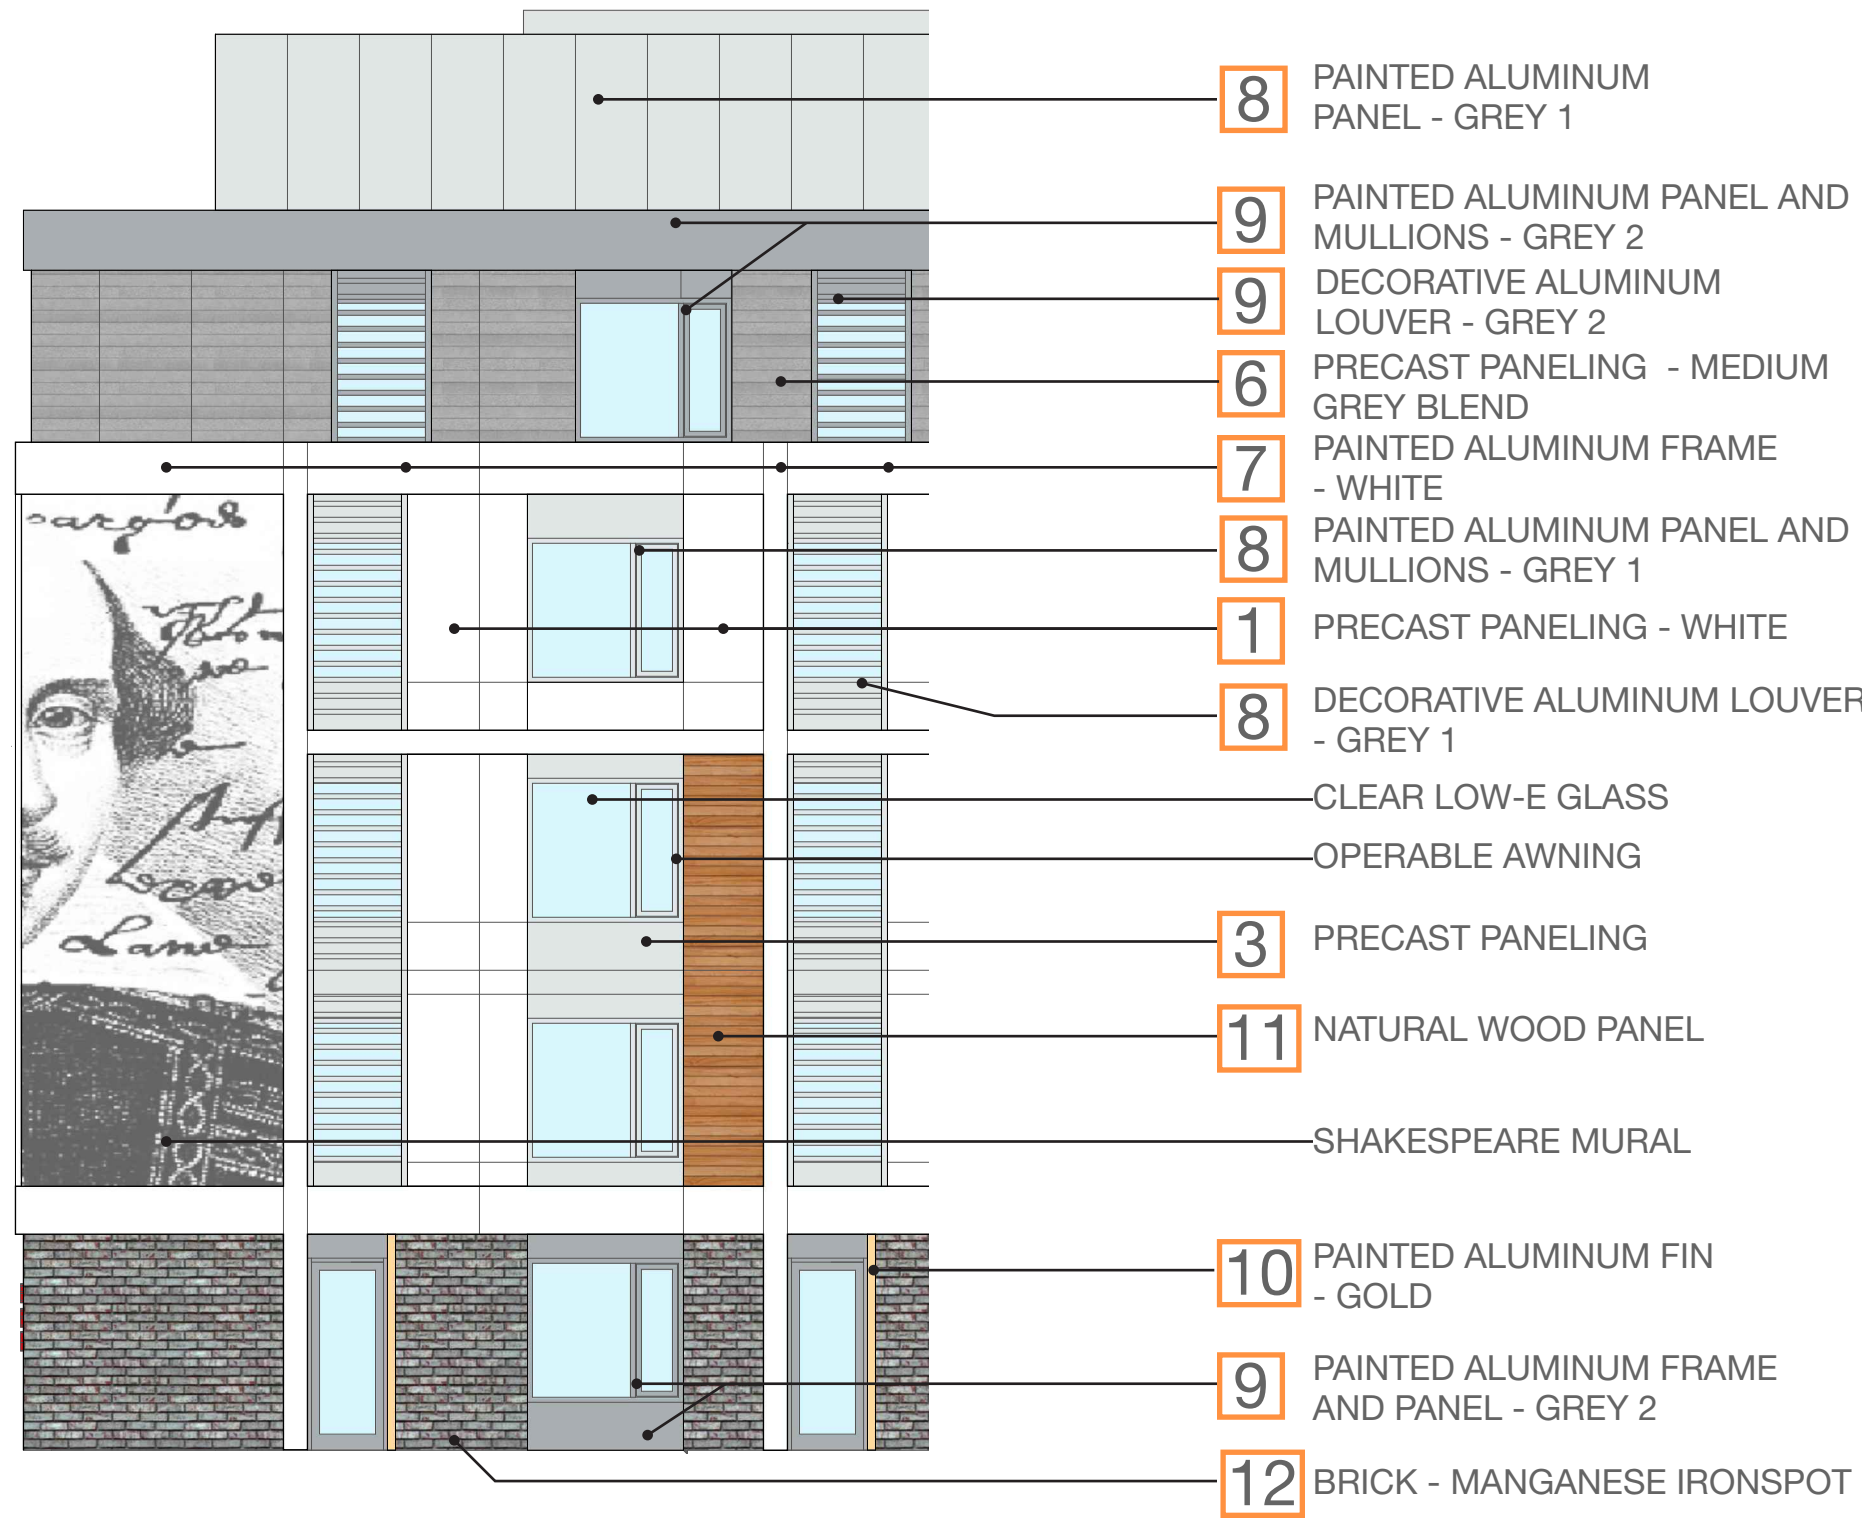 8 PAINTED ALUMINUM
PANEL - GREY 1
9 PAINTED ALUMINUM PANEL AND
MULLIONS - GREY 2
9 DECORATIVE ALUMINUM
LOUVER - GREY 2
6 PRECAST PANELING - MEDIUM
GREY BLEND
7 PAINTED ALUMINUM FRAME
- WHITE
8 PAINTED ALUMINUM PANEL AND
MULLIONS - GREY 1
1 PRECAST PANELING - WHITE
8 DECORATIVE ALUMINUM LOUVER
- GREY 1
CLEAR LOW-E GLASS
OPERABLE AWNING
3 PRECAST PANELING
11 NATURAL WOOD PANEL
SHAKESPEARE MURAL
10 PAINTED ALUMINUM FIN
- GOLD
9 PAINTED ALUMINUM FRAME
AND PANEL - GREY 2
12 BRICK - MANGANESE IRONSPOT